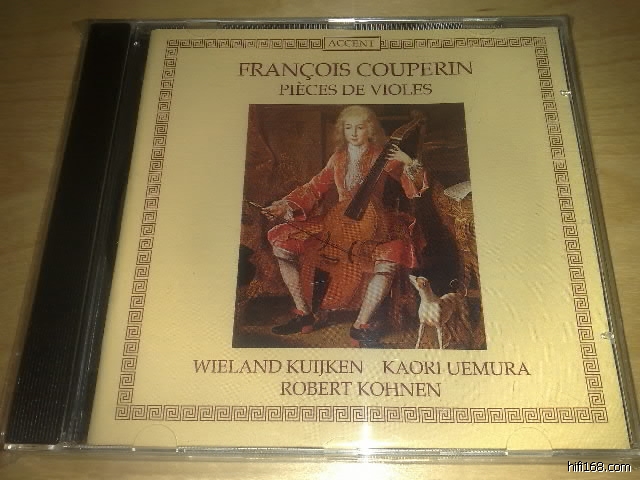 ACCENT
FRANÇOIS COUPERIN
PIÈCES DE VIOLES
WIELAND KUIJKEN KAORI UEMURA
ROBERT KOHNEN
hifi168.com